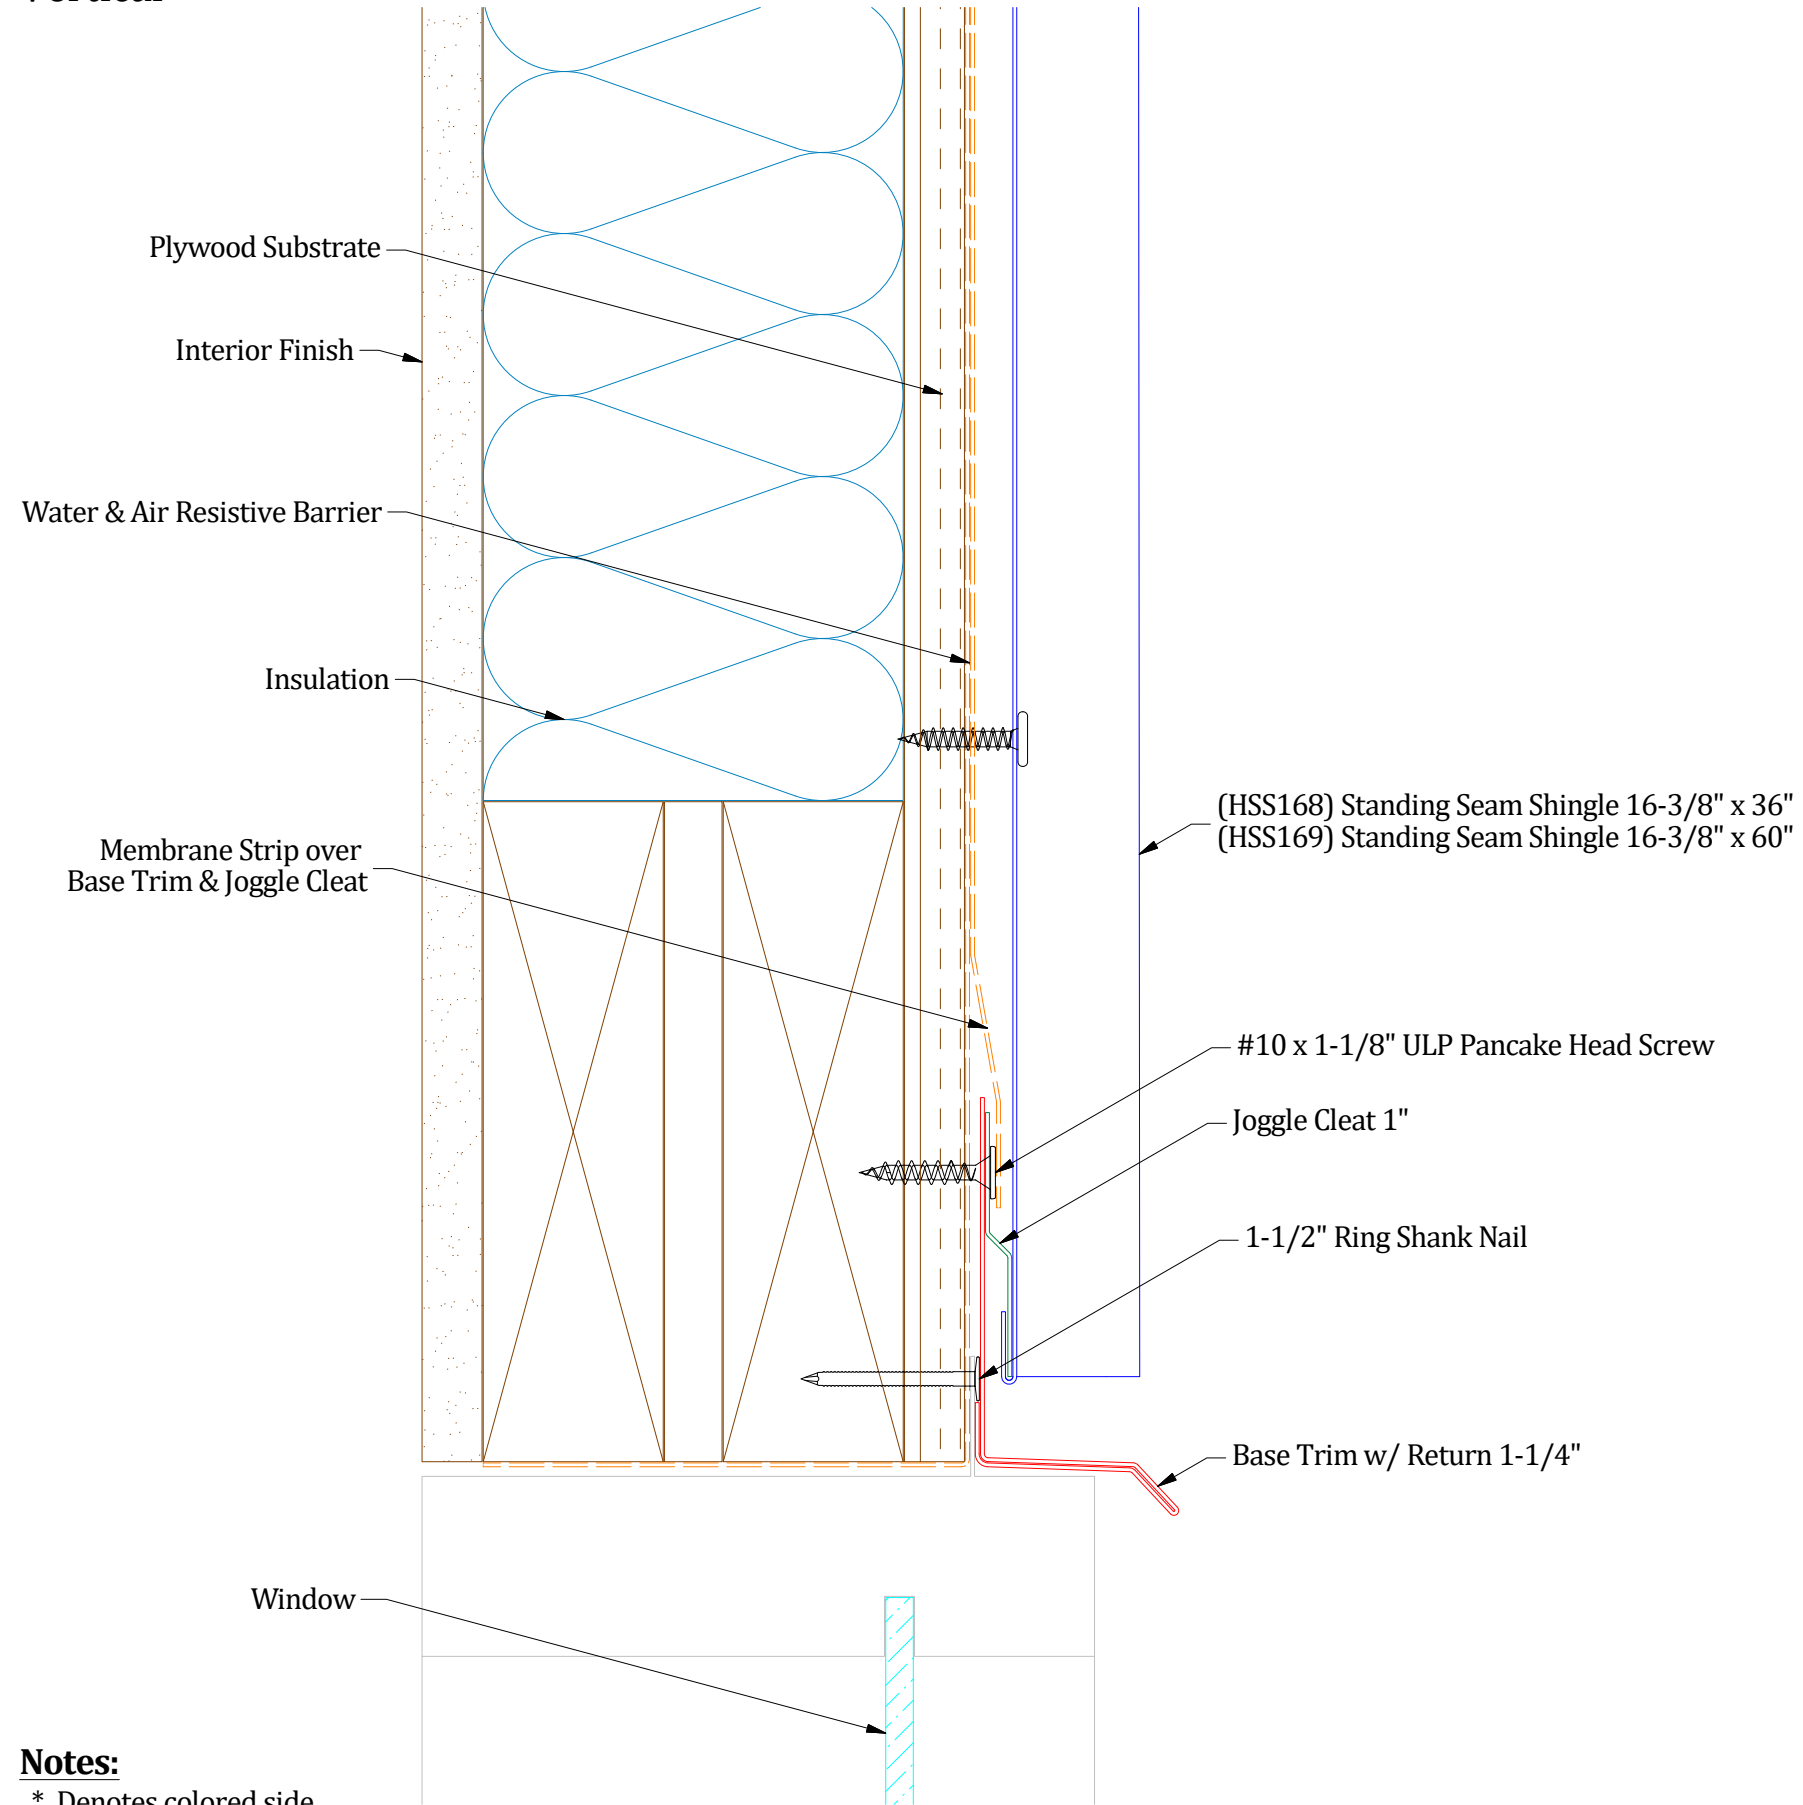 Plywood Substrate
Interior Finish
Water & Air Resistive Barrier
Insulation
(HSS168) Standing Seam Shingle 16-3/8" x 36"
(HSS169) Standing Seam Shingle 16-3/8" x 60"
Membrane Strip over
Base Trim & Joggle Cleat
#10 x 1-1/8" ULP Pancake Head Screw
Joggle Cleat 1"
1-1/2" Ring Shank Nail
Base Trim w/ Return 1-1/4"
Window
Notes:
* Denotes colored side